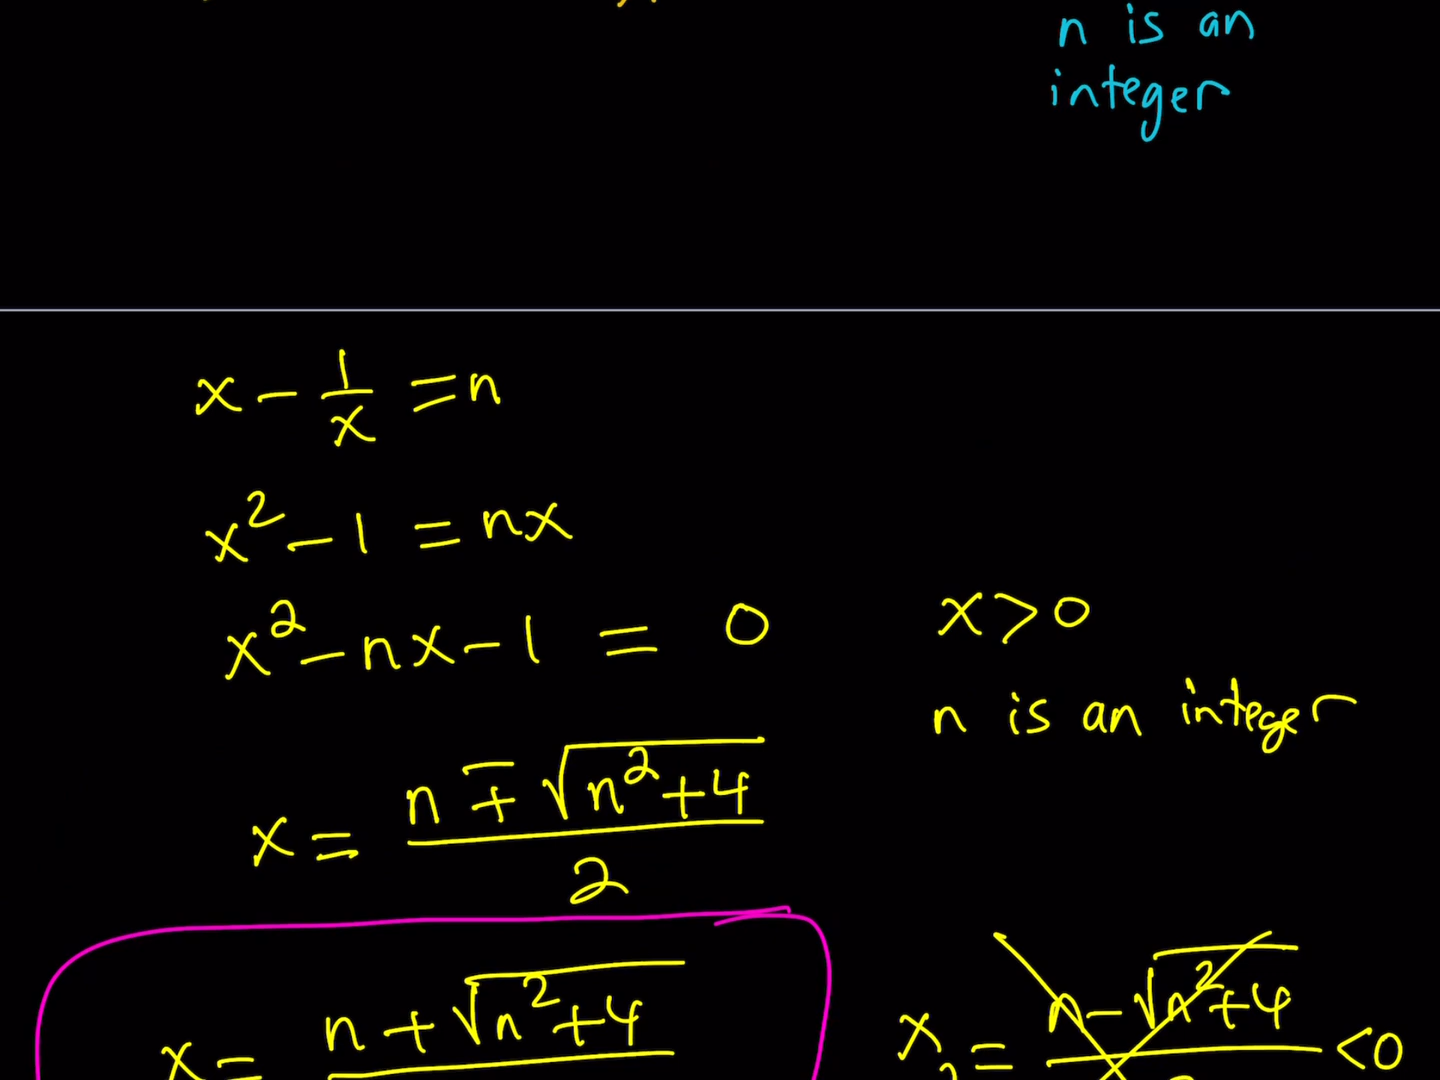 n is an
integer
x - 1/x = n
x² - 1 = nx
x² - nx - 1 = 0
x > 0
n is an integer
x = (n ∓ √(n²+4))/2
x = n + √(n²+4)
x₂ = n - √(n²+4) < 0